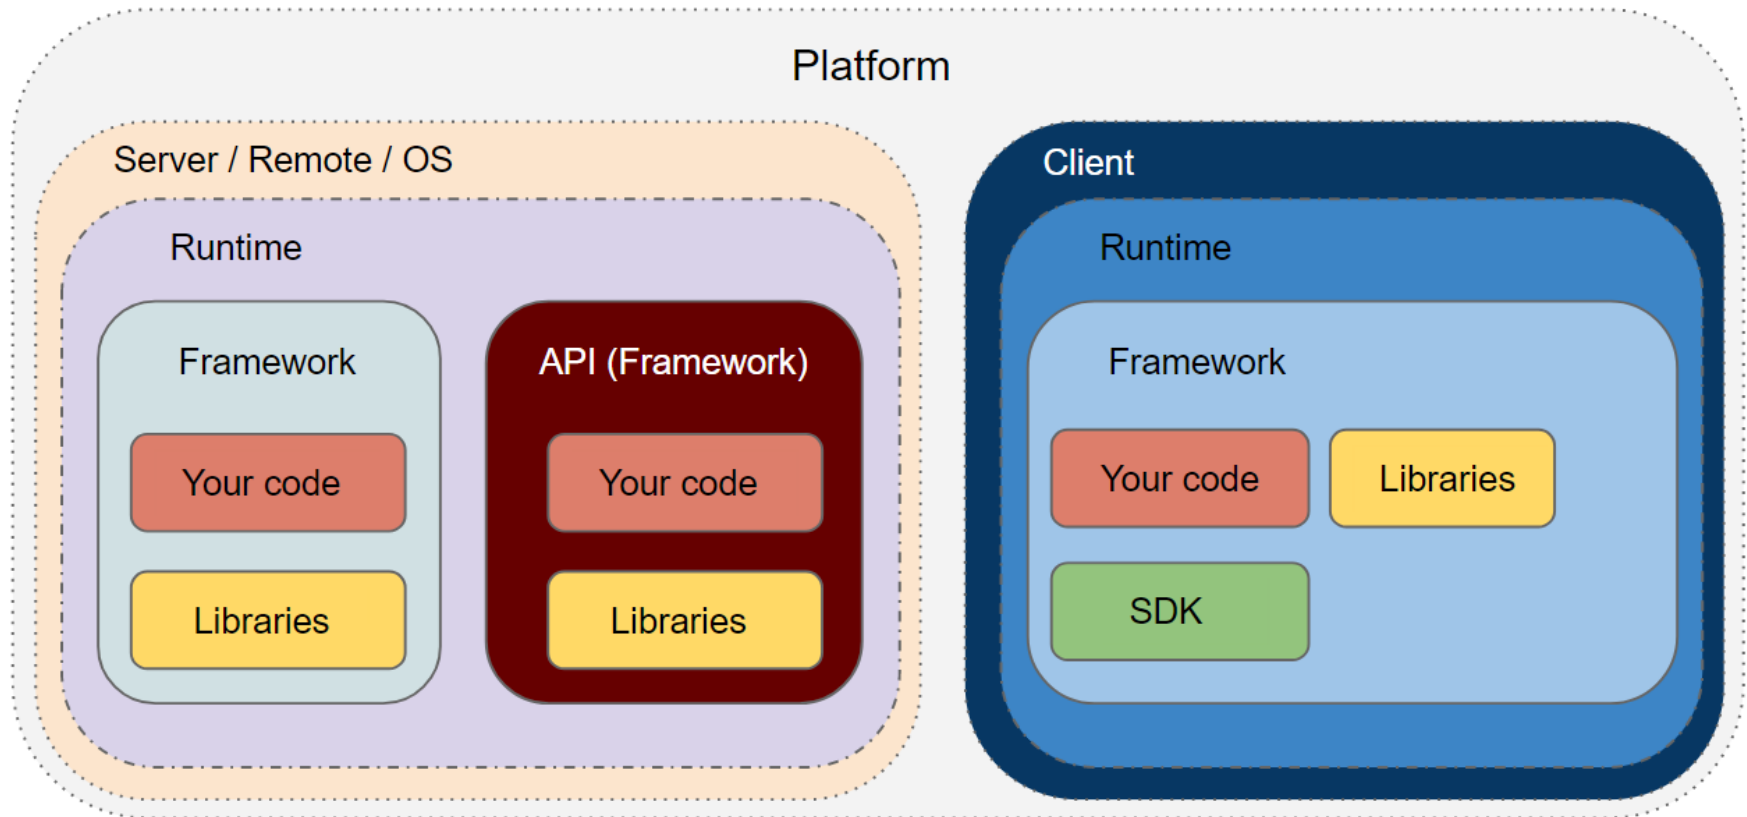 Platform
Server / Remote / OS
Runtime
Framework
Your code
Libraries
API (Framework)
Your code
Libraries
Client
Runtime
Framework
Your code
Libraries
SDK